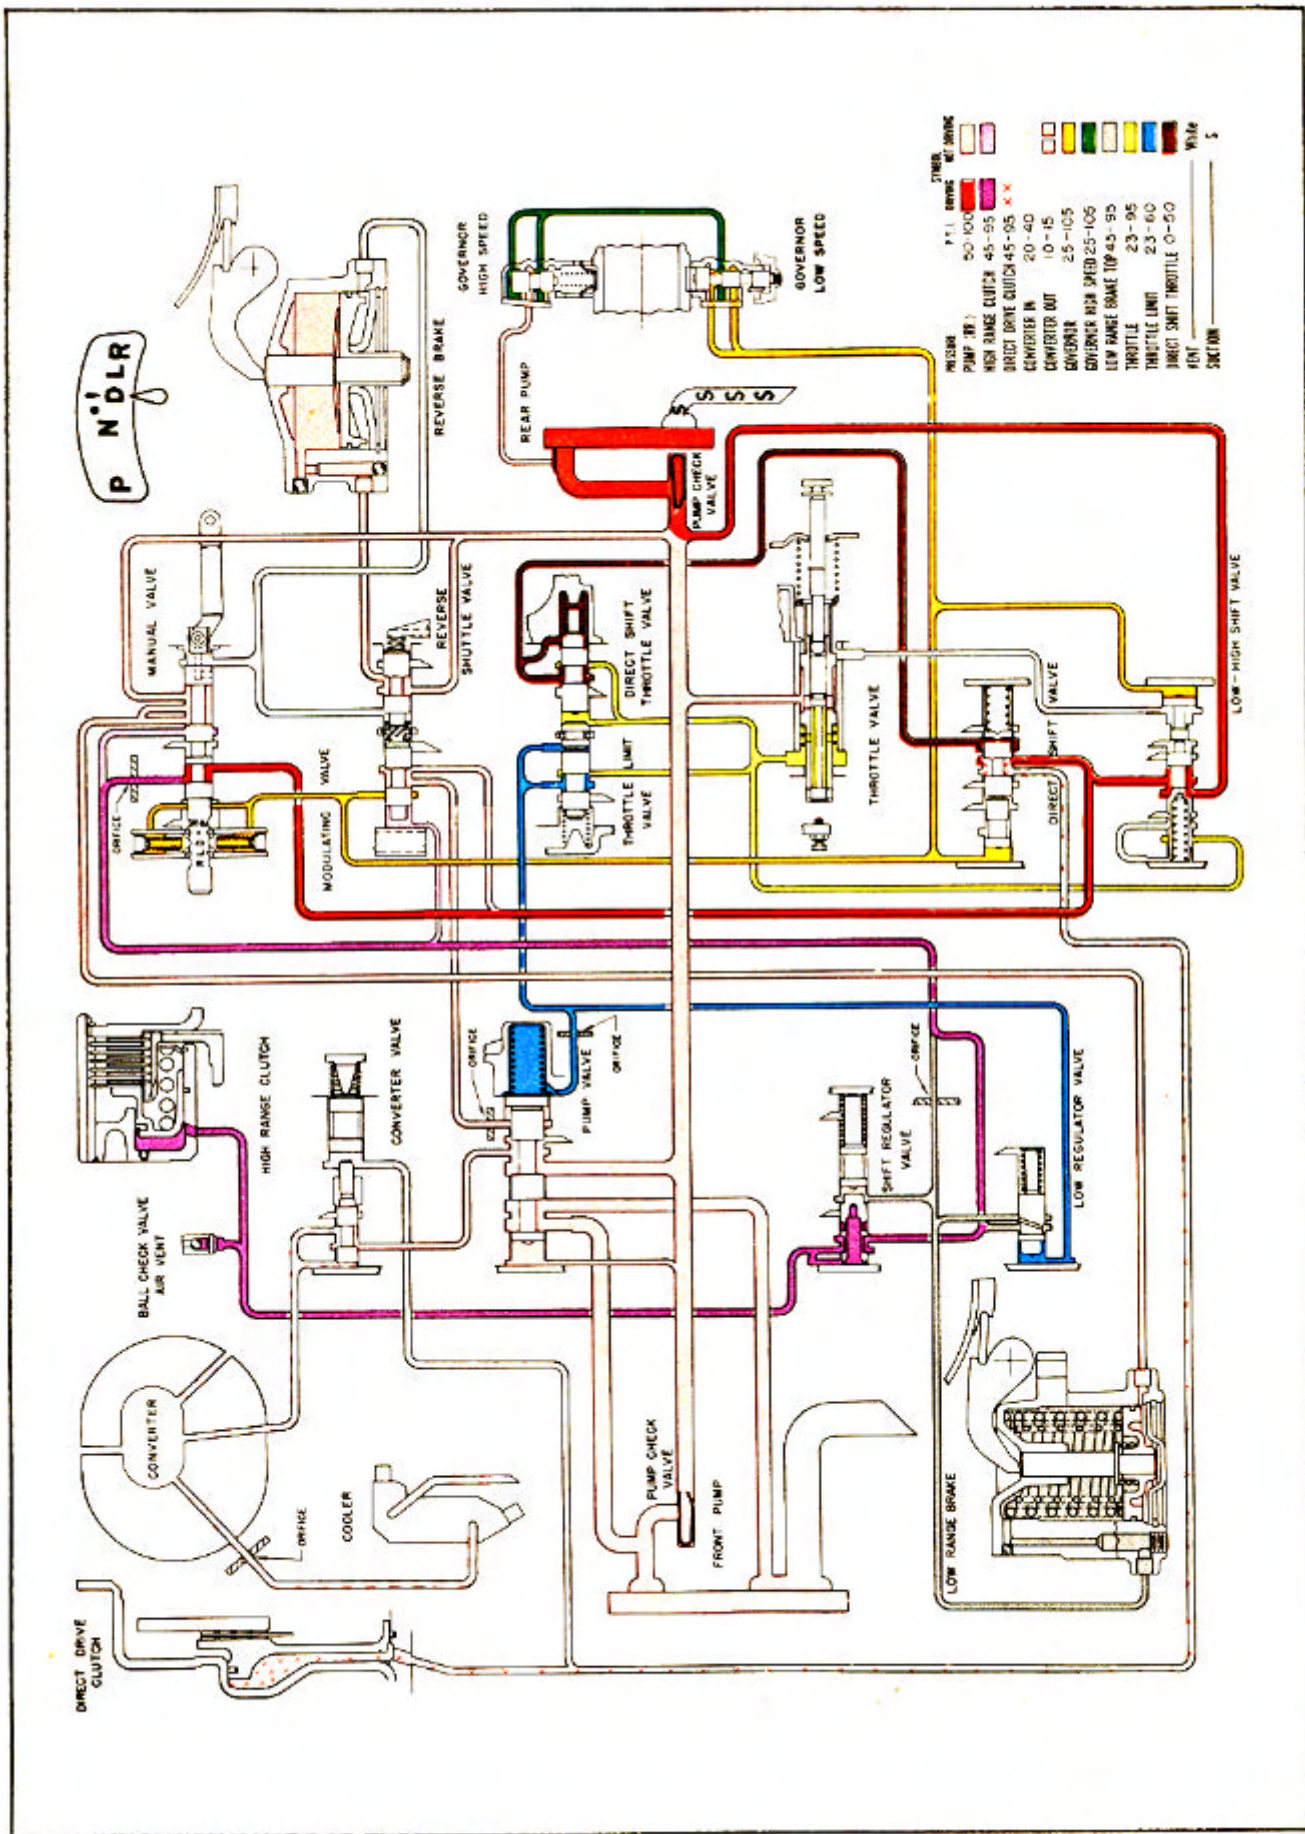 P N • ' D L R
MANUAL VALVE
REVERSE BRAKE
GOVERNOR
HIGH SPEED
GOVERNOR
LOW SPEED
REAR PUMP
PUMP CHECK
VALVE
ORIFICE
MODULATING VALVE
REVERSE
SHUTTLE VALVE
DIRECT SHIFT
THROTTLE VALVE
THROTTLE LIMIT
VALVE
THROTTLE VALVE
DIRECT SHIFT VALVE
LOW-HIGH SHIFT VALVE
HIGH RANGE CLUTCH
BALL CHECK VALVE
AIR VENT
CONVERTER VALVE
ORIFICE
PUMP VALVE
ORIFICE
SHIFT REGULATOR
VALVE
ORIFICE
LOW REGULATOR VALVE
DIRECT DRIVE
CLUTCH
CONVERTER
ORIFICE
COOLER
PUMP CHECK
VALVE
FRONT PUMP
LOW RANGE BRAKE
S S S S
PRESSURE P.S.I. SYMBOL
DRIVING NOT DRIVING
50-100
HIGH RANGE CLUTCH 45-95
DIRECT DRIVE CLUTCH 45-95 x x
CONVERTER IN 20-40
CONVERTER OUT 10-15
GOVERNOR 25-105
GOVERNOR HIGH SPEED 25-105
LOW RANGE BRAKE TOP 45-95
THROTTLE 23-95
THROTTLE LIMIT 23-60
DIRECT SHIFT THROTTLE 0-50
VENT White
SUCTION S